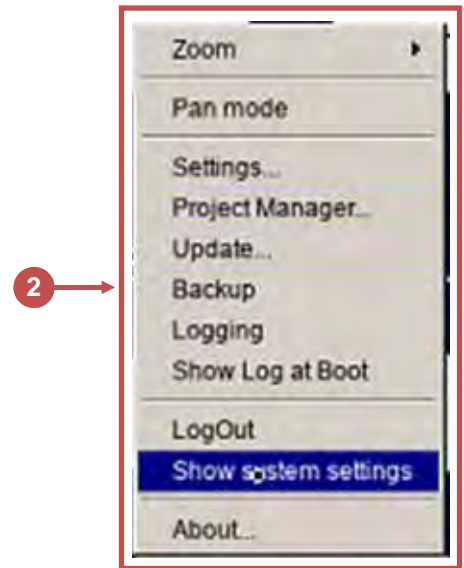 Zoom
Pan mode
Settings...
Project Manager...
Update...
2
Backup
Logging
Show Log at Boot
LogOut
Show system settings
About...